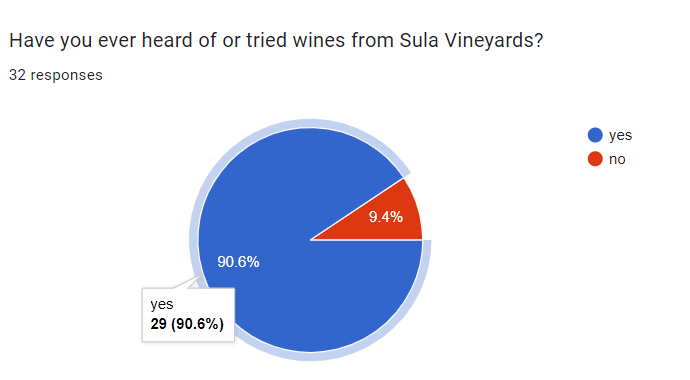 Have you ever heard of or tried wines from Sula Vineyards?
32 responses
yes
no
9.4%
90.6%
yes
29 (90.6%)